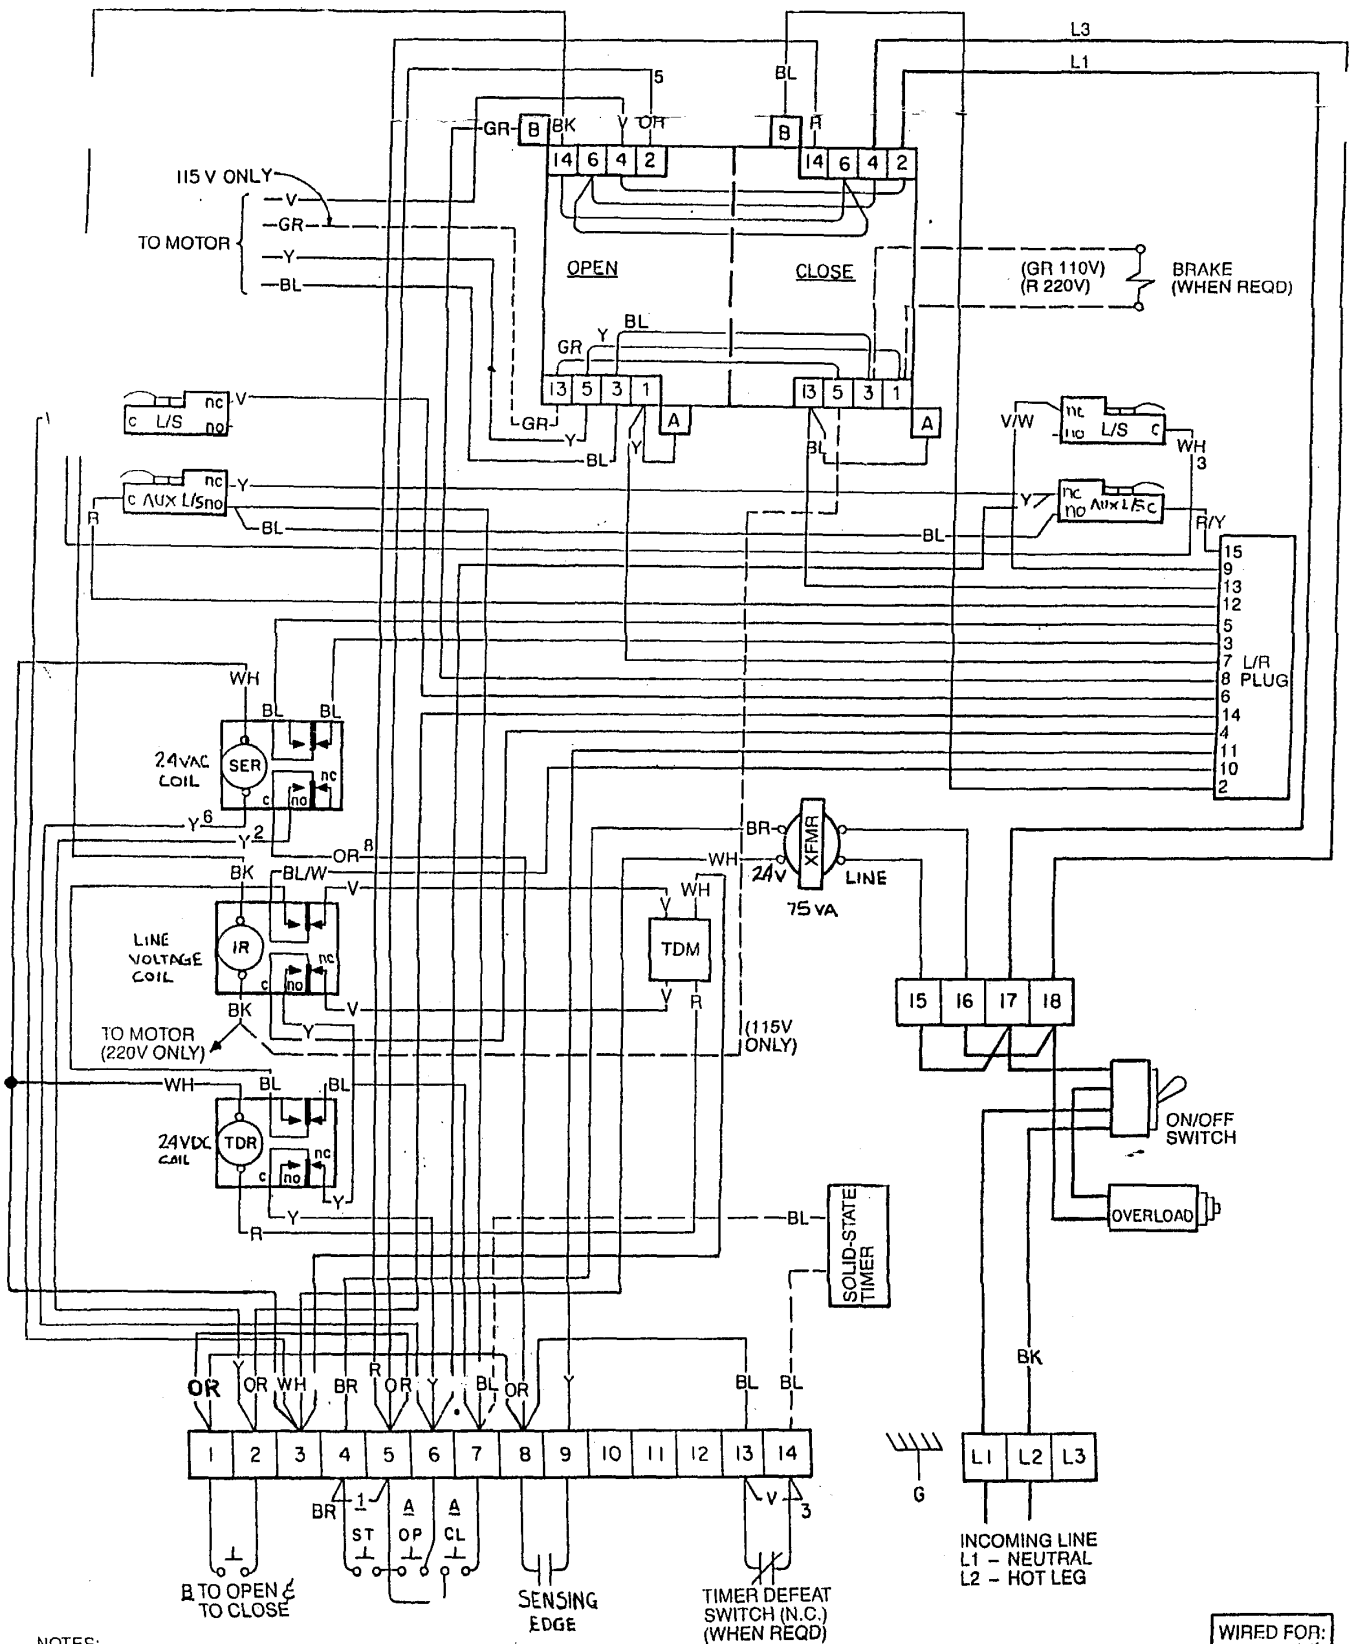 L3
L1
5
BL
GR
B
BK
V
OR
B
R
14 6 4 2
14 6 4 2
115 V ONLY
V
GR
TO MOTOR
Y
BL
OPEN
CLOSE
(GR 110V)
(R 220V)
BRAKE
(WHEN REQD)
BL
Y
GR
13 5 3 1
13 5 3 1
A
A
GR
Y
BL
Y
BL
nc
V
C L/S
no
nc
no L/S C
V/W
WH
3
nc
Y
C AUX L/S no
R
BL
Y
nc
no AUX L/S C
BL
R/Y
15
9
13
12
5
3
7
8
6
14
4
11
10
2
L/R
PLUG
WH
BL
BL
24VAC
COIL
SER
nc
C no
Y 6
Y 2
OR 8
BR
WH
24V
XFMR
LINE
75 VA
BK
BL/W
V
V
WH
LINE
VOLTAGE
COIL
IR
nc
C no
TDM
V
R
V
BK
Y
TO MOTOR
(220V ONLY)
(115V
ONLY)
15 16 17 18
WH
BL
BL
24VDC
COIL
TDR
nc
C no
Y
Y
R
ON/OFF
SWITCH
OVERLOAD
BL
SOLID-STATE
TIMER
BK
OR
Y
OR
WH
BR
R
OR
Y
BL
OR
Y
BL
BL
1 2 3 4 5 6 7 8 9 10 11 12 13 14
L1 L2 L3
G
BR
1
ST
A
OP
A
CL
V
3
B TO OPEN &
TO CLOSE
SENSING
EDGE
TIMER DEFEAT
SWITCH (N.C.)
(WHEN REQD)
INCOMING LINE
L1 – NEUTRAL
L2 – HOT LEG
NOTES:
WIRED FOR: